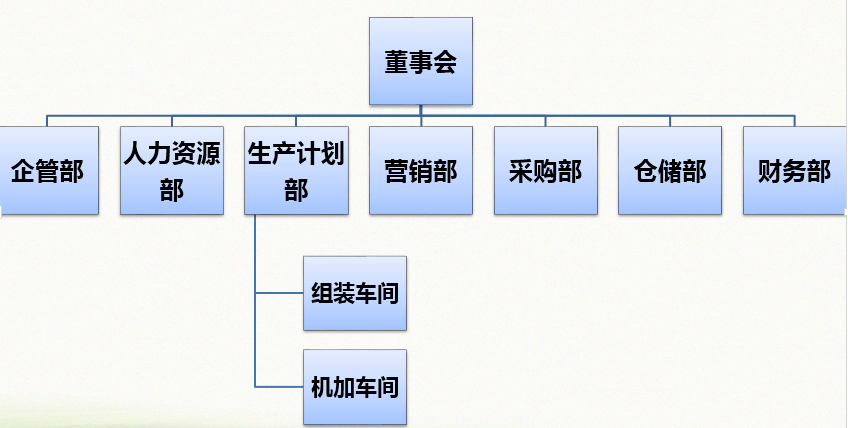 董事会
企管部
人力资源
部
生产计划
部
营销部
采购部
仓储部
财务部
组装车间
机加车间